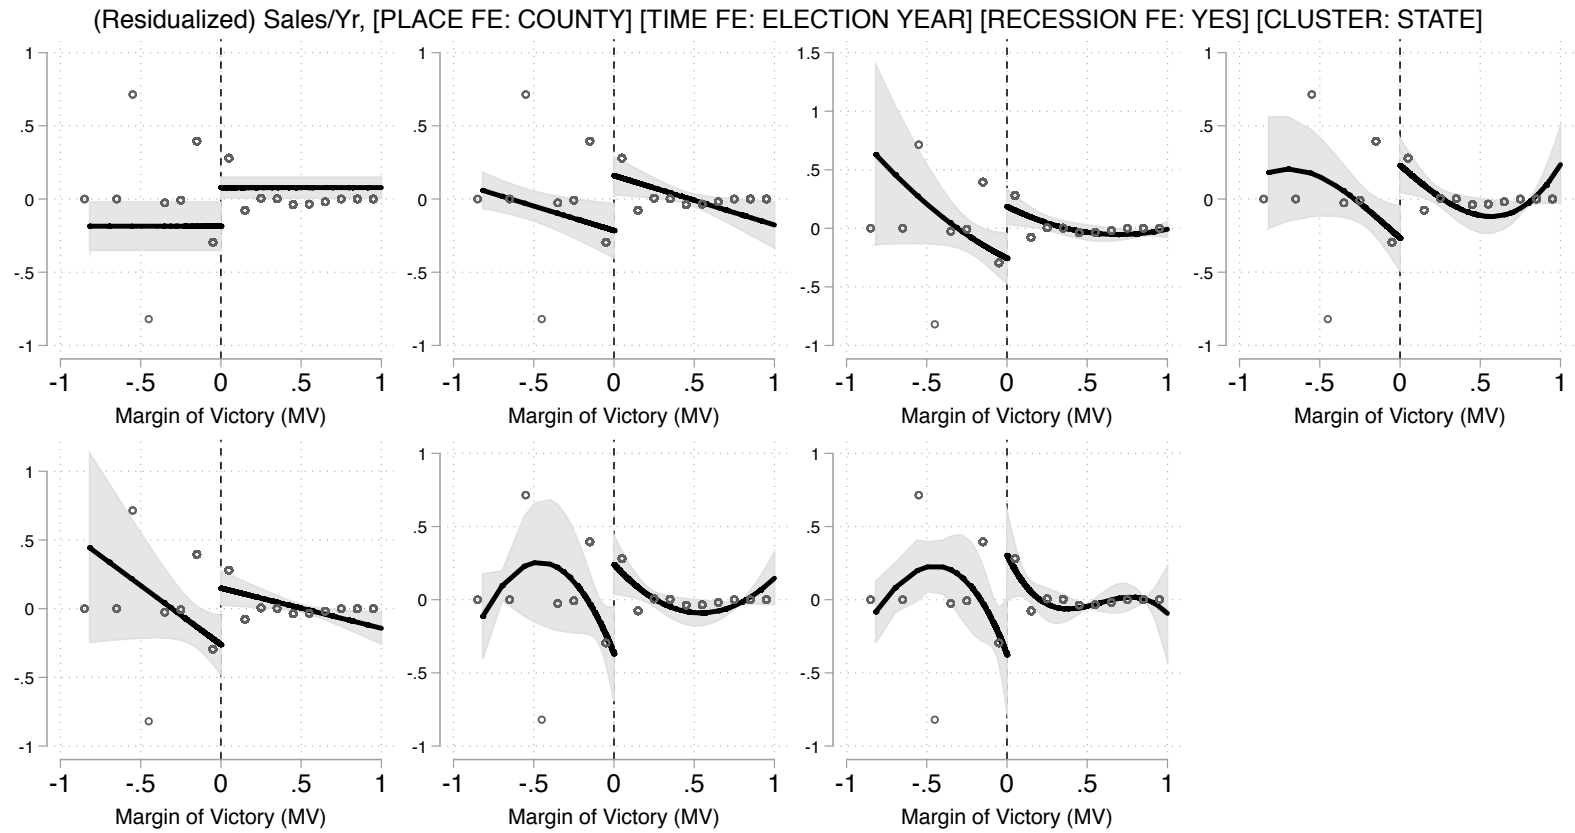 (Residualized) Sales/Yr, [PLACE FE: COUNTY] [TIME FE: ELECTION YEAR] [RECESSION FE: YES] [CLUSTER: STATE]
1
.5
0
-.5
-1
-1 -.5 0 .5 1
Margin of Victory (MV)
1
.5
0
-.5
-1
-1 -.5 0 .5 1
Margin of Victory (MV)
1.5
1
.5
0
-.5
-1
-1 -.5 0 .5 1
Margin of Victory (MV)
1
.5
0
-.5
-1
-1 -.5 0 .5 1
Margin of Victory (MV)
1
.5
0
-.5
-1
-1 -.5 0 .5 1
Margin of Victory (MV)
1
.5
0
-.5
-1
-1 -.5 0 .5 1
Margin of Victory (MV)
1
.5
0
-.5
-1
-1 -.5 0 .5 1
Margin of Victory (MV)